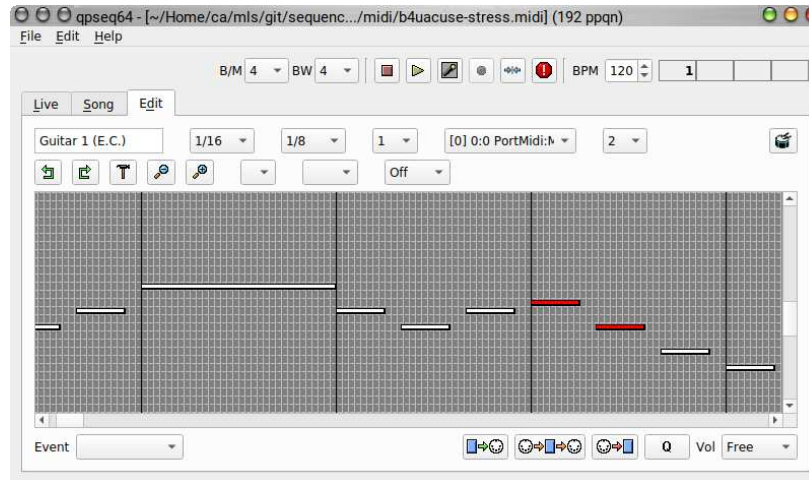 qpseq64 - [~/Home/ca/mls/git/sequenc.../midi/b4uacuse-stress.midi] (192 ppqn)
File Edit Help
B/M 4 BW 4 BPM 120 1
Live Song Edit
Guitar 1 (E.C.) 1/16 1/8 1 [0] 0:0 PortMidi:M 2
T Off
Event Q Vol Free